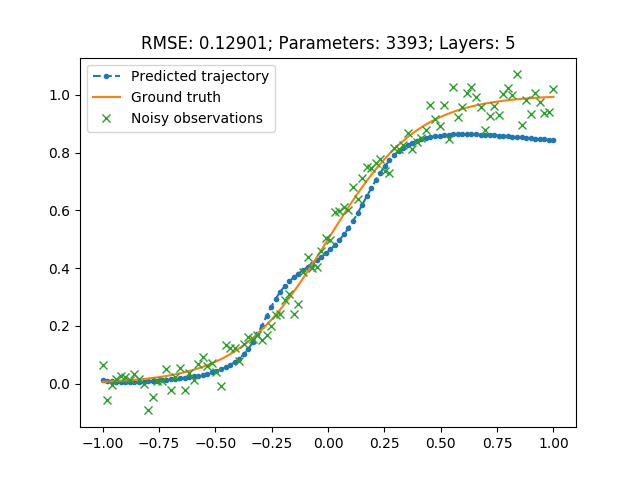 RMSE: 0.12901; Parameters: 3393; Layers: 5
Predicted trajectory
Ground truth
Noisy observations
1.0
0.8
0.6
0.4
0.2
0.0
−1.00 −0.75 −0.50 −0.25 0.00 0.25 0.50 0.75 1.00